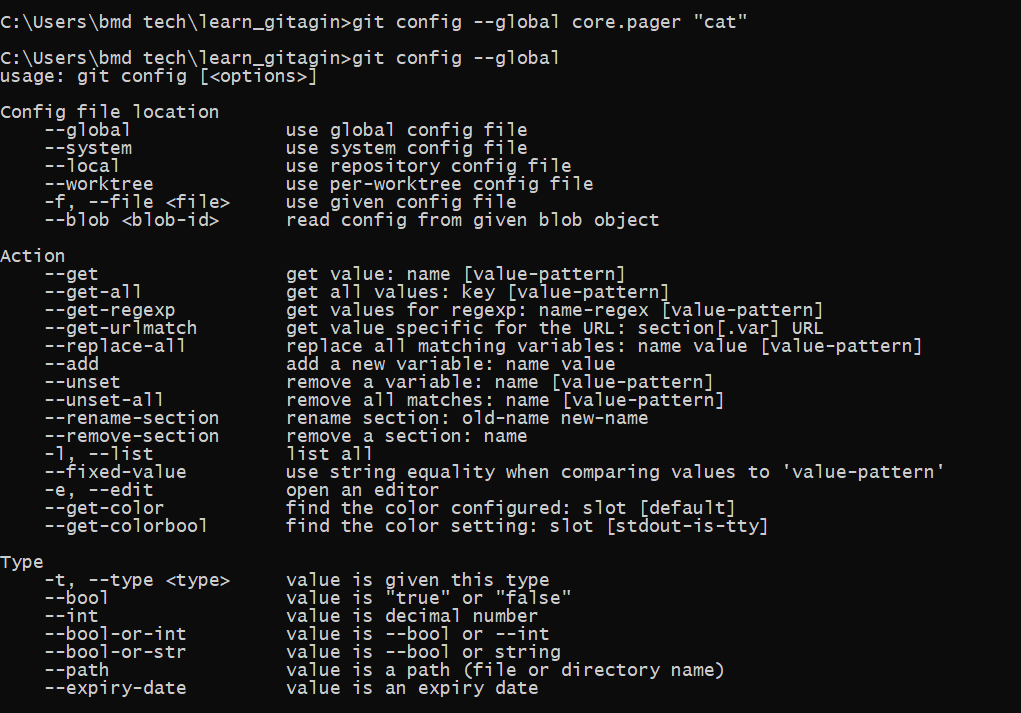 C:\Users\bmd tech\learn_gitagin>git config --global core.pager "cat"
C:\Users\bmd tech\learn_gitagin>git config --global
usage: git config [<options>]
Config file location
--global use global config file
--system use system config file
--local use repository config file
--worktree use per-worktree config file
-f, --file <file> use given config file
--blob <blob-id> read config from given blob object
Action
--get get value: name [value-pattern]
--get-all get all values: key [value-pattern]
--get-regexp get values for regexp: name-regex [value-pattern]
--get-urlmatch get value specific for the URL: section[.var] URL
--replace-all replace all matching variables: name value [value-pattern]
--add add a new variable: name value
--unset remove a variable: name [value-pattern]
--unset-all remove all matches: name [value-pattern]
--rename-section rename section: old-name new-name
--remove-section remove a section: name
-l, --list list all
--fixed-value use string equality when comparing values to 'value-pattern'
-e, --edit open an editor
--get-color find the color configured: slot [default]
--get-colorbool find the color setting: slot [stdout-is-tty]
Type
-t, --type <type> value is given this type
--bool value is "true" or "false"
--int value is decimal number
--bool-or-int value is --bool or --int
--bool-or-str value is --bool or string
--path value is a path (file or directory name)
--expiry-date value is an expiry date